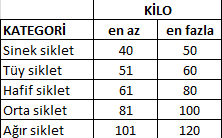 KİLO
KATEGORİ en az en fazla
Sinek siklet 40 50
Tüy siklet 51 60
Hafif siklet 61 80
Orta siklet 81 100
Ağır siklet 101 120